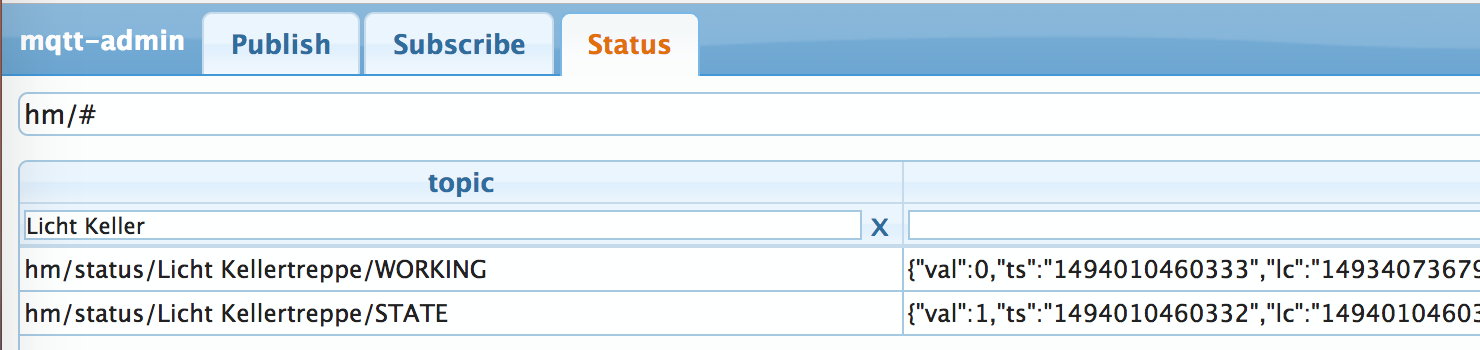 mqtt-admin Publish Subscribe Status
hm/#
topic
Licht Keller X
hm/status/Licht Kellertreppe/WORKING {"val":0,"ts":"1494010460333","lc":"14934073679
hm/status/Licht Kellertreppe/STATE {"val":1,"ts":"1494010460332","lc":"14940104603